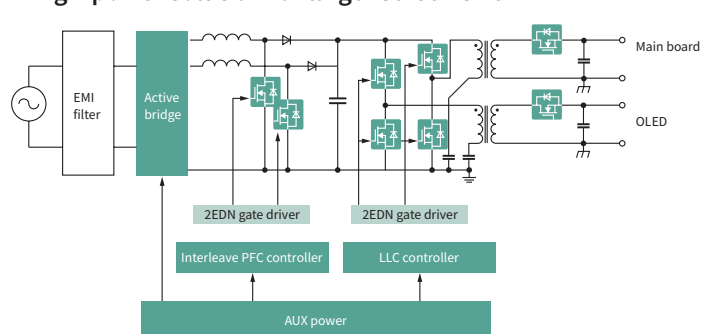 Main board
EMI
filter
Active
bridge
OLED
2EDN gate driver
2EDN gate driver
Interleave PFC controller
LLC controller
AUX power